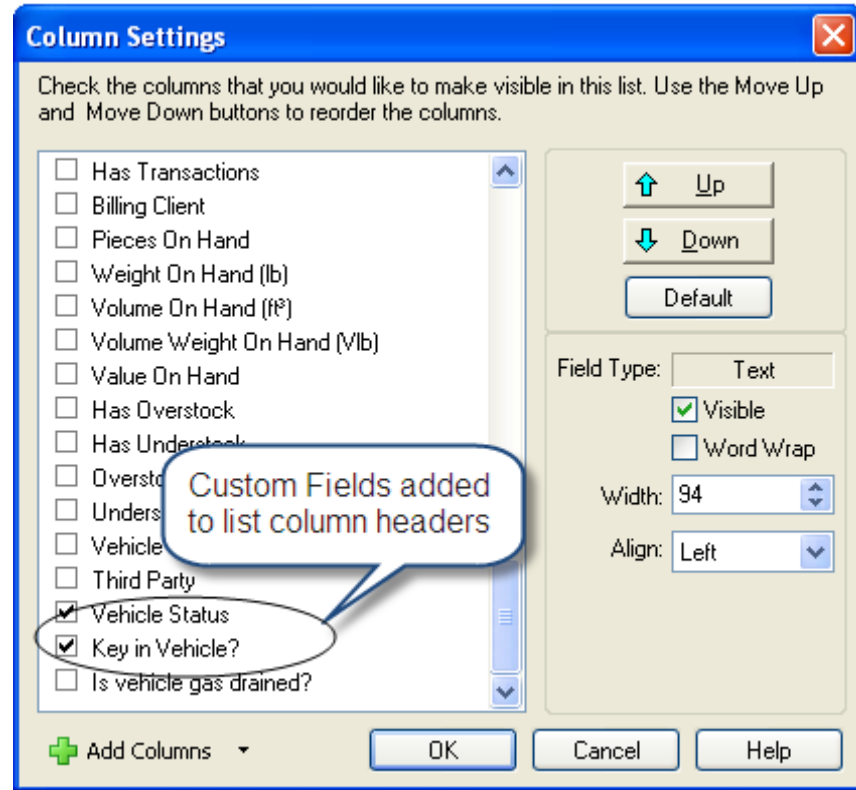 Column Settings
Check the columns that you would like to make visible in this list. Use the Move Up
and Move Down buttons to reorder the columns.
Has Transactions
Billing Client
Pieces On Hand
Weight On Hand (lb)
Volume On Hand (ft³)
Volume Weight On Hand (Vlb)
Value On Hand
Has Overstock
Has Understock
Vehicle
Third Party
Vehicle Status
Key in Vehicle?
Is vehicle gas drained?
Custom Fields added
to list column headers
Up
Down
Default
Field Type: Text
Visible
Word Wrap
Width: 94
Align: Left
Add Columns
OK
Cancel
Help